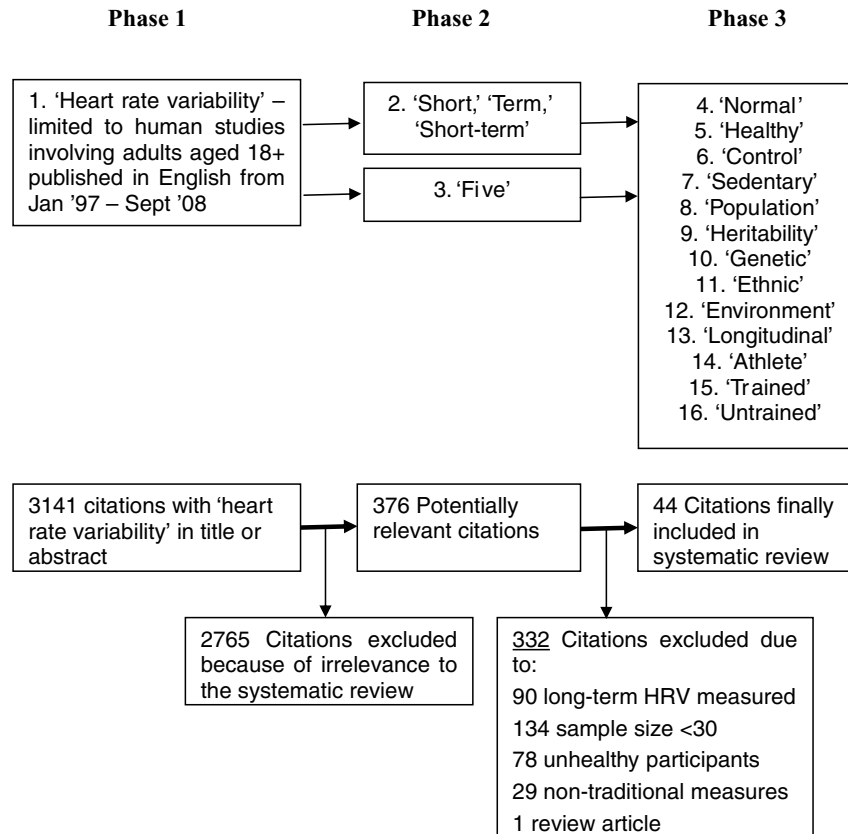 Phase 1
Phase 2
Phase 3
1. ‘Heart rate variability’ –
limited to human studies
involving adults aged 18+
published in English from
Jan ’97 – Sept ’08
2. ‘Short,’ ‘Term,’
‘Short-term’
3. ‘Five’
4. ‘Normal’
5. ‘Healthy’
6. ‘Control’
7. ‘Sedentary’
8. ‘Population’
9. ‘Heritability’
10. ‘Genetic’
11. ‘Ethnic’
12. ‘Environment’
13. ‘Longitudinal’
14. ‘Athlete’
15. ‘Trained’
16. ‘Untrained’
3141 citations with ‘heart
rate variability’ in title or
abstract
376 Potentially
relevant citations
44 Citations finally
included in
systematic review
2765 Citations excluded
because of irrelevance to
the systematic review
332 Citations excluded due
to:
90 long-term HRV measured
134 sample size <30
78 unhealthy participants
29 non-traditional measures
1 review article